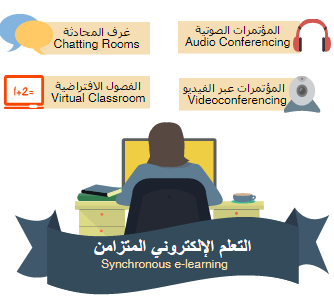 غرف المحادثة
Chatting Rooms
المؤتمرات الصوتية
Audio Conferencing
1+2=
الفصول الافتراضية
Virtual Classroom
المؤتمرات عبر الفيديو
Videoconferencing
التعلم الإلكتروني المتزامن
Synchronous e-learning